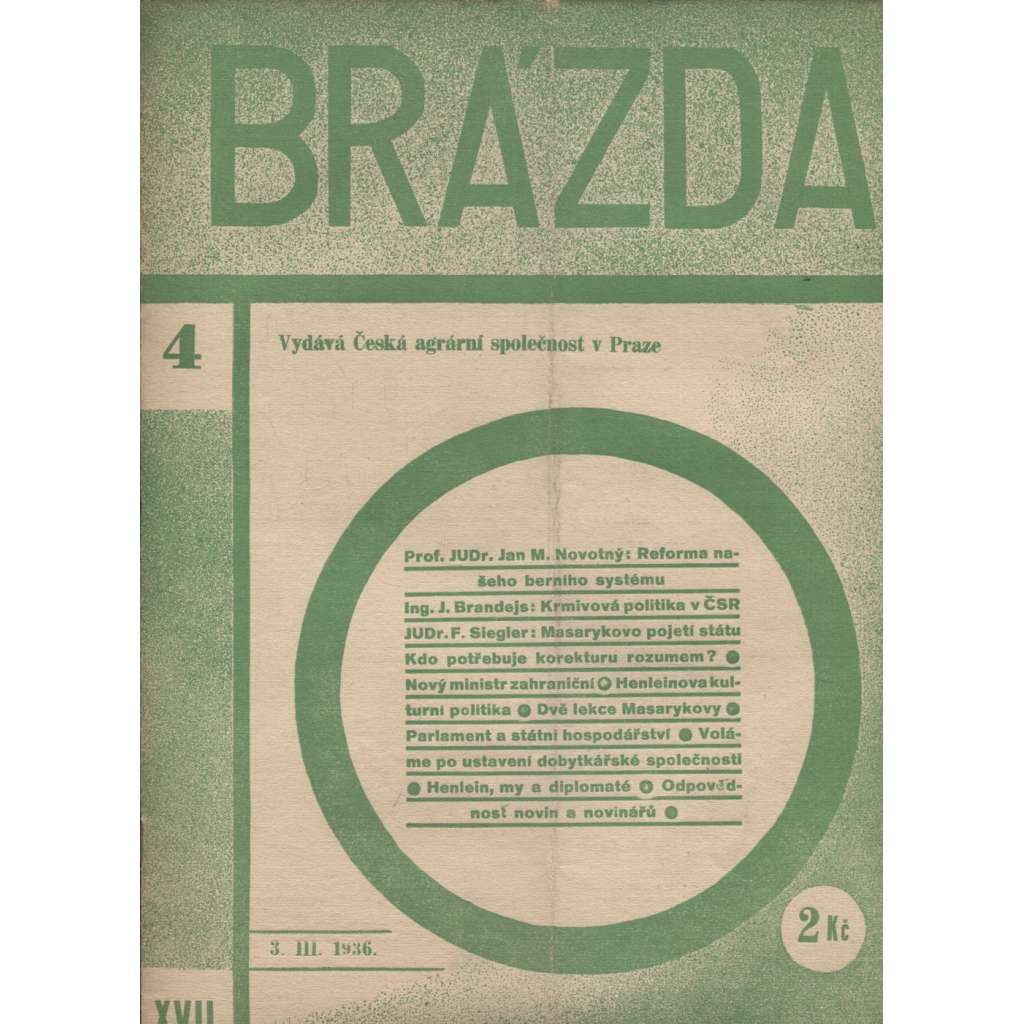 BRÁZDA
4
Vydává Česká agrární společnost v Praze
Prof. JUDr. Jan M. Novotný: Reforma na-
šeho berního systému
Ing. J. Brandejs: Krmivová politika v ČSR
JUDr. F. Siegler: Masarykovo pojetí státu
Kdo potřebuje korekturu rozumem? ●
Nový ministr zahraniční ● Henleinova kul-
turní politika ● Dvě lekce Masarykovy ●
Parlament a státní hospodářství ● Volá-
me po ustavení dobytkářské společnosti
● Henlein, my a diplomaté ● Odpověd-
nosť novin a novinářů ●
2 Kč
3. III. 1936.
XVII